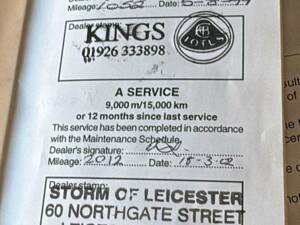 Mileage: 1032 Date:
Dealer stamp:
KINGS
01926 333898
LOTUS
A SERVICE
9,000 m/15,000 km
or 12 months since last service
This service has been completed in accordance
with the Maintenance Schedule.
Dealer's signature:
Mileage: 2012 Date: 18-3-02
Dealer stamp:
STORM OF LEICESTER
60 NORTHGATE STREET